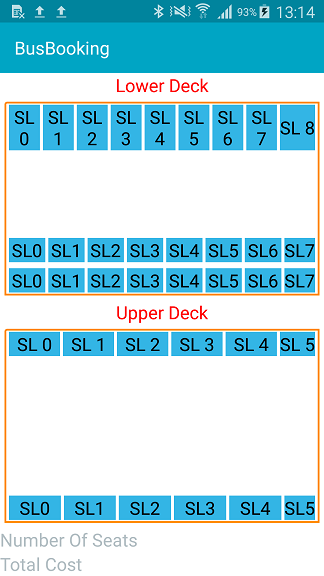 93% 13:14
BusBooking
Lower Deck
SL 0 SL 1 SL 2 SL 3 SL 4 SL 5 SL 6 SL 7 SL 8
SL0 SL1 SL2 SL3 SL4 SL5 SL6 SL7
SL0 SL1 SL2 SL3 SL4 SL5 SL6 SL7
Upper Deck
SL 0 SL 1 SL 2 SL 3 SL 4 SL 5
SL0 SL1 SL2 SL3 SL4 SL5
Number Of Seats
Total Cost